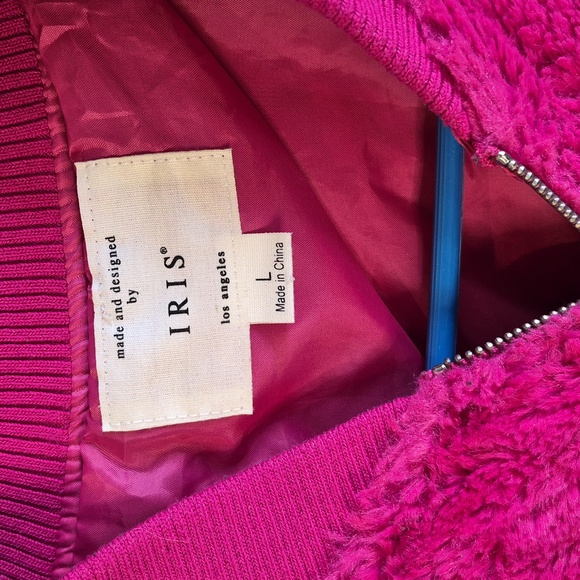 made and designed
by
IRIS®
los angeles
L
Made in China